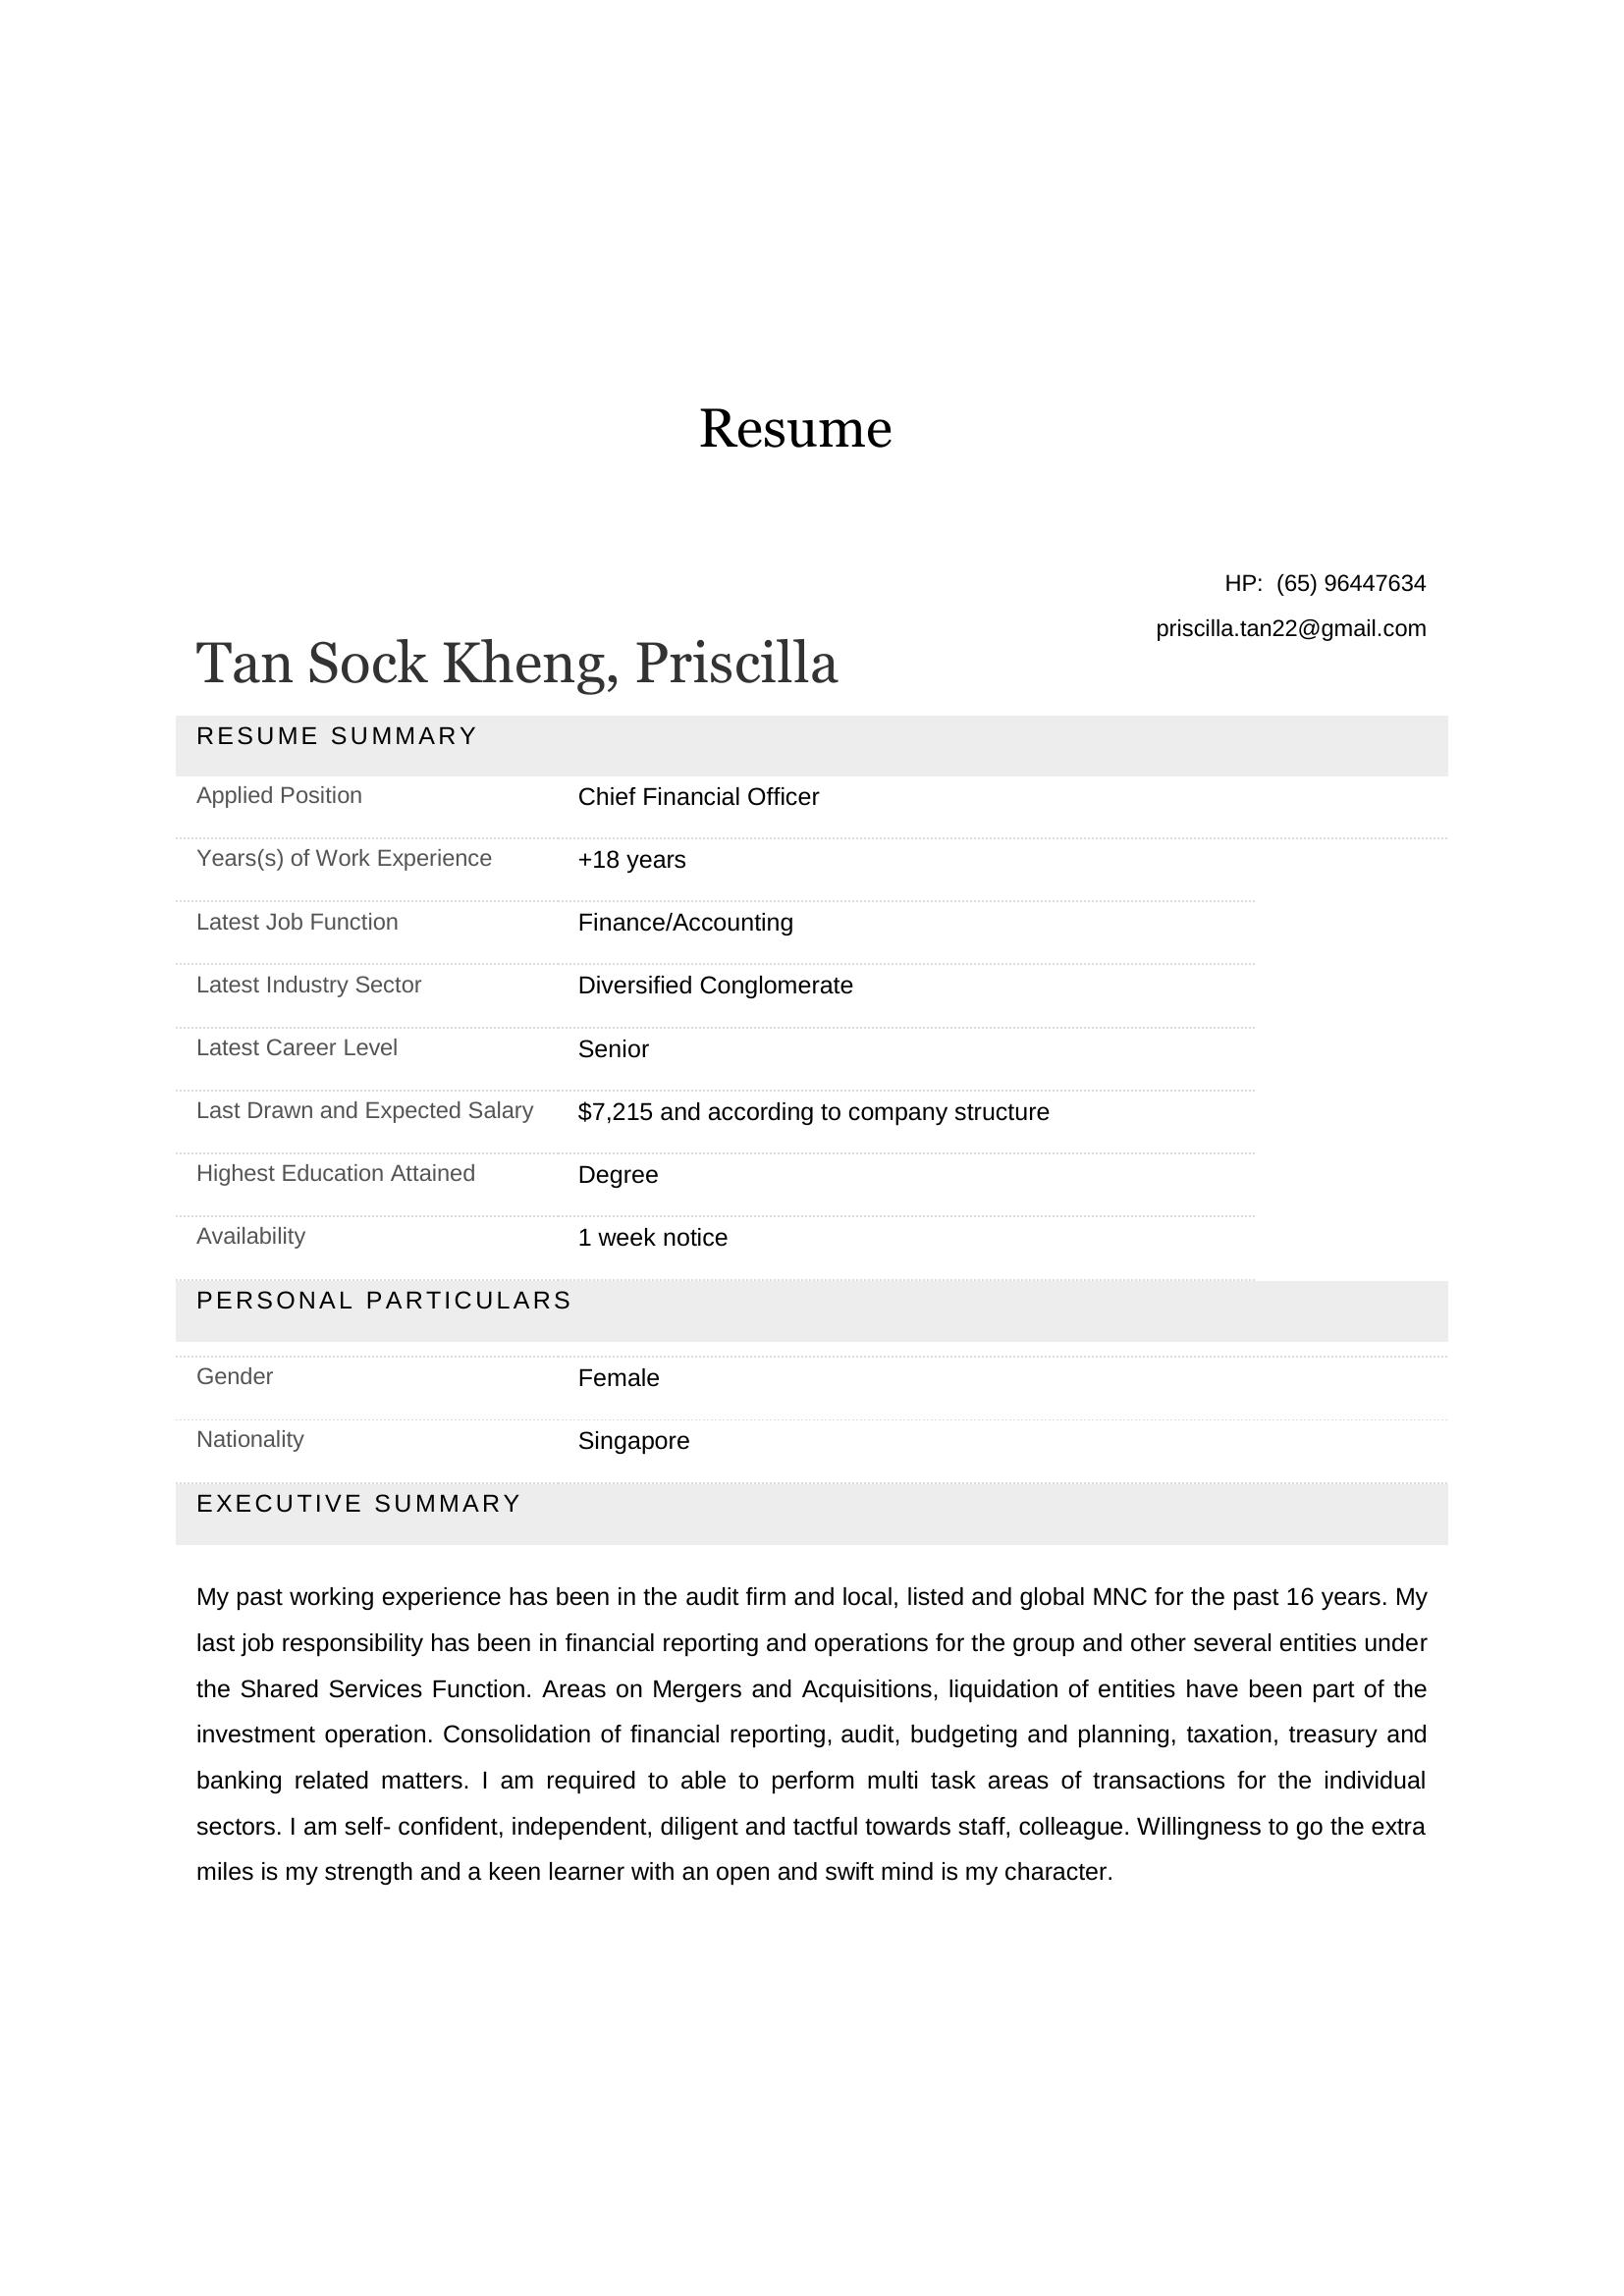 Resume
HP:  (65) 96447634
priscilla.tan22@gmail.com
Tan Sock Kheng, Priscilla
RESUME SUMMARY
Applied Position Chief Financial Officer
Years(s) of Work Experience +18 years
Latest Job Function Finance/Accounting
Latest Industry Sector Diversified Conglomerate
Latest Career Level Senior
Last Drawn and Expected Salary $7,215 and according to company structure
Highest Education Attained Degree
Availability 1 week notice
PERSONAL PARTICULARS
Gender Female
Nationality Singapore
EXECUTIVE SUMMARY
My past working experience has been in the audit firm and local, listed and global MNC for the past 16 years. My
last job responsibility has been in financial reporting and operations for the group and other several entities under
the Shared Services Function. Areas on Mergers and Acquisitions, liquidation of entities have been part of the
investment operation. Consolidation of financial reporting, audit, budgeting and planning, taxation, treasury and
banking related matters. I am required to able to perform multi task areas of transactions for the individual
sectors. I am self- confident, independent, diligent and tactful towards staff, colleague. Willingness to go the extra
miles is my strength and a keen learner with an open and swift mind is my character.